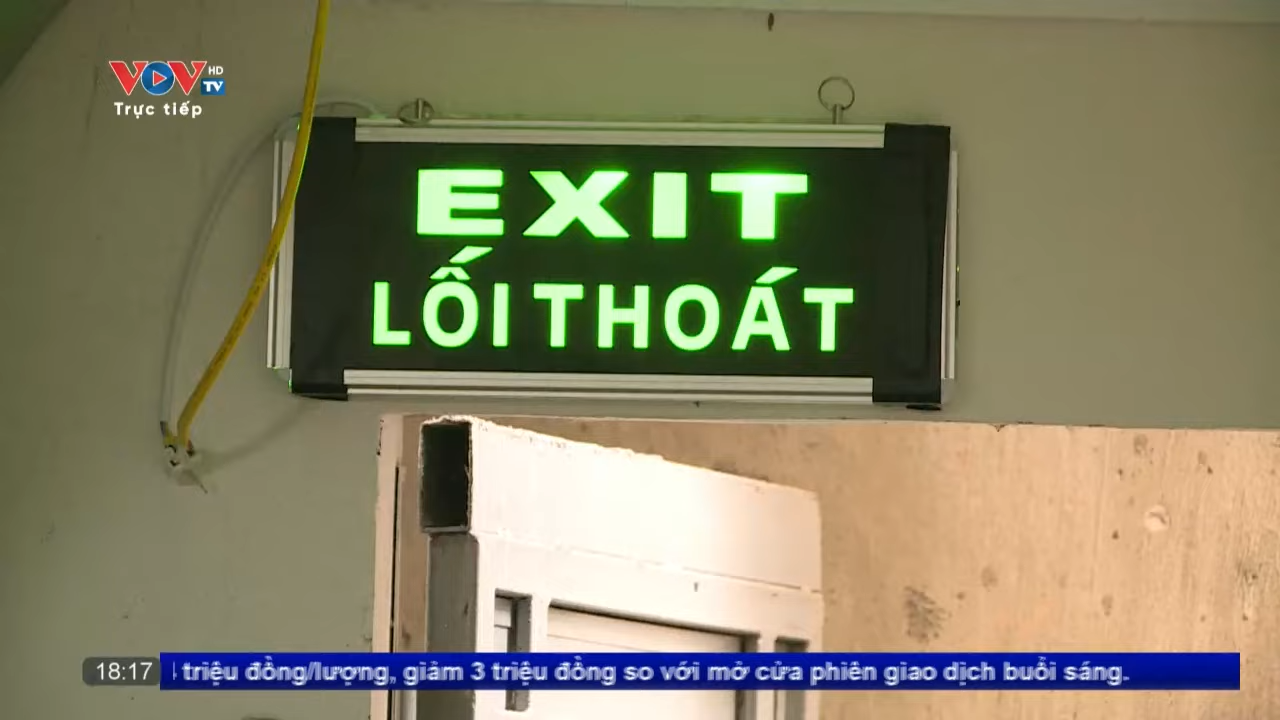 VOV HD TV
Trực tiếp
EXIT
LỐI THOÁT
18:17
triệu đồng/lượng, giảm 3 triệu đồng so với mở cửa phiên giao dịch buổi sáng.